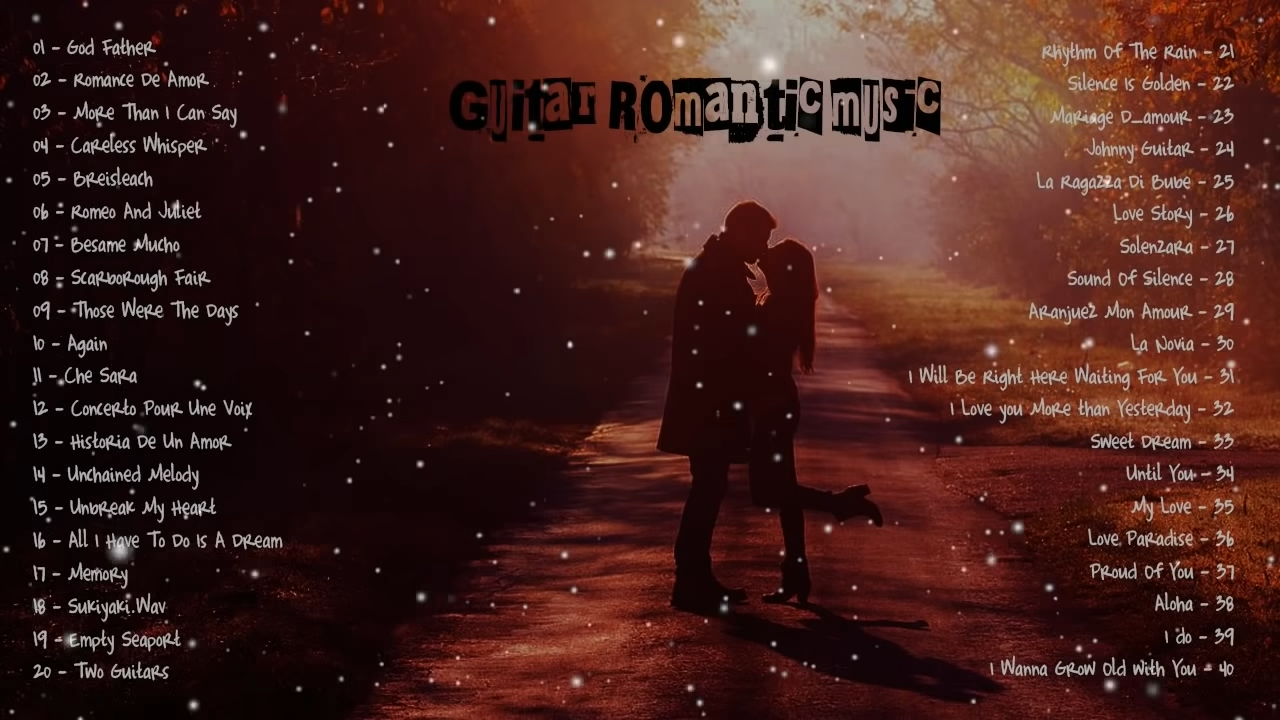 Guitar Romantic music
01 - God Father
02 - Romance De Amor
03 - More Than I Can Say
04 - Careless Whisper
05 - Breisleach
06 - Romeo And Juliet
07 - Besame Mucho
08 - Scarborough Fair
09 - Those Were The Days
10 - Again
11 - Che Sara
12 - Concerto Pour Une Voix
13 - Historia De Un Amor
14 - Unchained Melody
15 - Unbreak My Heart
16 - All I Have To Do Is A Dream
17 - Memory
18 - Sukiyaki.Wav
19 - Empty Seaport
20 - Two Guitars
Rhythm Of The Rain - 21
Silence Is Golden - 22
Mariage D_amour - 23
Johnny Guitar - 24
La Ragazza Di Bube - 25
Love Story - 26
Solenzara - 27
Sound Of Silence - 28
Aranjuez Mon Amour - 29
La Novia - 30
I Will Be Right Here Waiting For You - 31
I Love you More than Yesterday - 32
Sweet Dream - 33
Until You - 34
My Love - 35
Love Paradise - 36
Proud Of You - 37
Aloha - 38
I do - 39
I Wanna Grow Old With You - 40